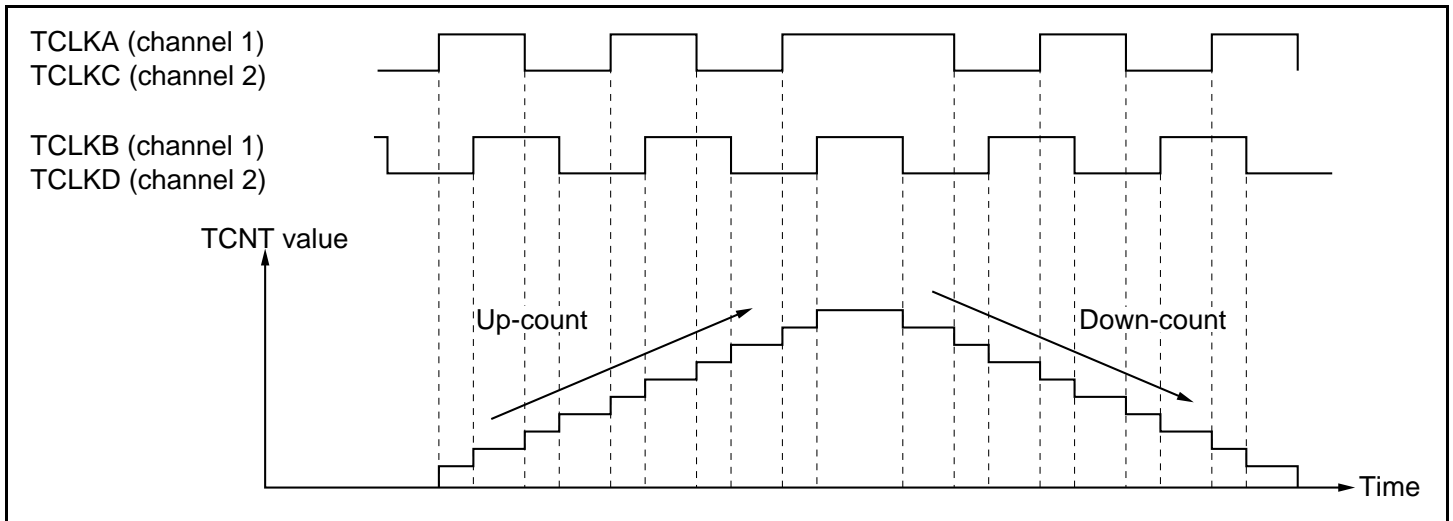 TCLKA (channel 1)
TCLKC (channel 2)
TCLKB (channel 1)
TCLKD (channel 2)
TCNT value
Up-count
Down-count
Time